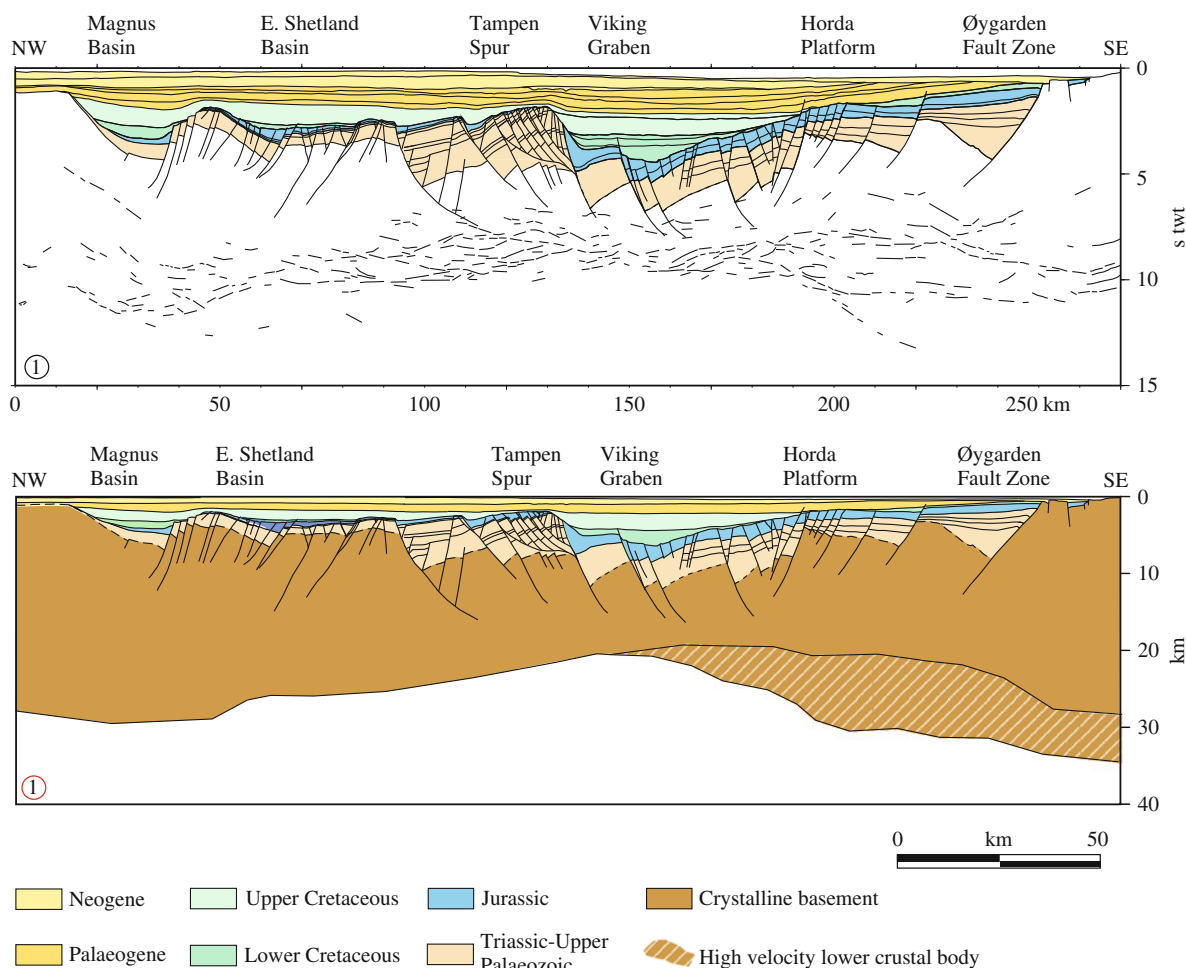 Magnus
Basin
E. Shetland
Basin
Tampen
Spur
Viking
Graben
Horda
Platform
Øygarden
Fault Zone
NW
SE
0
5
10
15
s twt
1
0
50
100
150
200
250 km
Magnus
Basin
E. Shetland
Basin
Tampen
Spur
Viking
Graben
Horda
Platform
Øygarden
Fault Zone
NW
SE
0
10
20
30
40
km
1
0 km 50
Neogene
Upper Cretaceous
Jurassic
Crystalline basement
Palaeogene
Lower Cretaceous
Triassic-Upper
Palaeozoic
High velocity lower crustal body